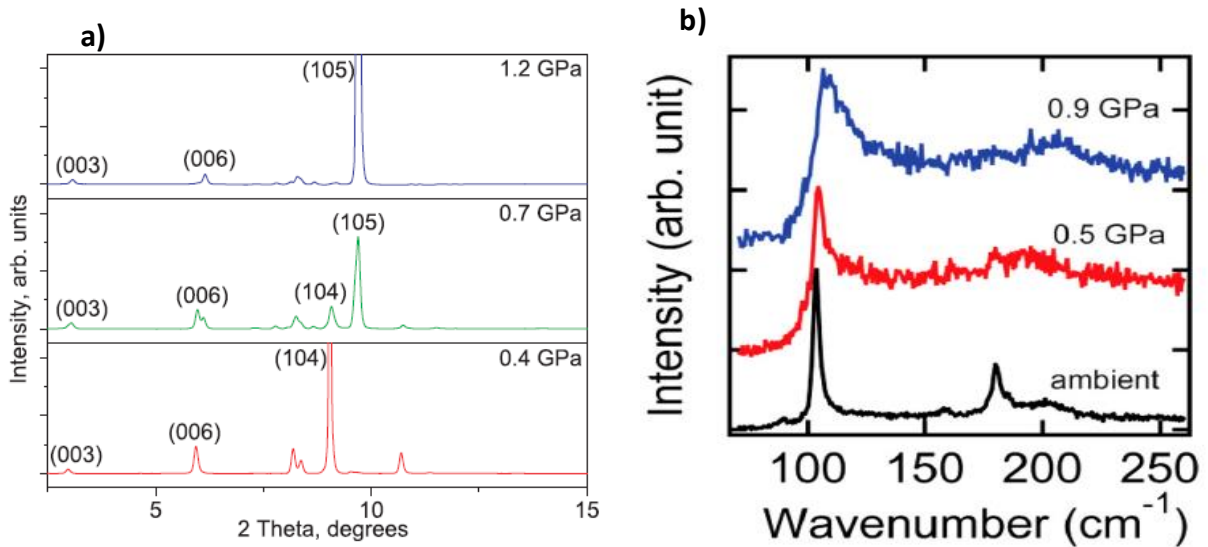 a)
(105)
1.2 GPa
(003)
(006)
0.7 GPa
(105)
(003)
(006)
(104)
(104)
0.4 GPa
(003)
(006)
5
10
15
2 Theta, degrees
Intensity, arb. units
b)
0.9 GPa
0.5 GPa
ambient
100
150
200
250
Wavenumber (cm⁻¹)
Intensity (arb. unit)